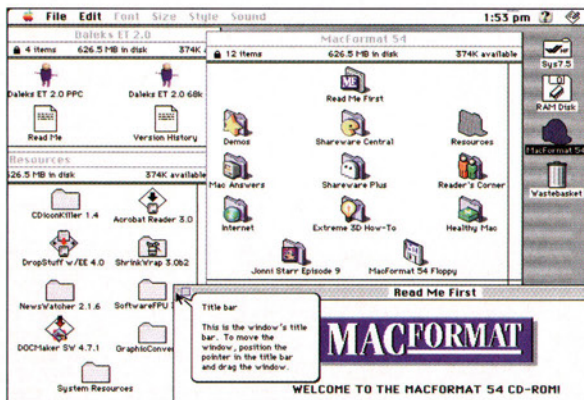 File Edit Font Size Style Sound 1:53 pm
Daleks ET 2.0
4 items 626.5 MB in disk 374K
Daleks ET 2.0 PPC Daleks ET 2.0 68k
Read Me Version History
Resources
626.5 MB in disk 374K available
CDIconKiller 1.4 Acrobat Reader 3.0
DropStuff w/EE 4.0 ShrinkWrap 3.0b2
NewsWatcher 2.1.6 SoftwareFPU
DOCMaker SW 4.7.1 GraphicConver
System Resources
MacFormat 54
12 items 626.5 MB in disk 374K available
ME
Read Me First
Demos Shareware Central Resources
Mac Answers Shareware Plus Reader's Corner
Internet Extreme 3D How-To Healthy Mac
Jonni Starr Episode 9 MacFormat 54 Floppy
Sys7.5
RAM Disk
MacFormat 54
Wastebasket
Read Me First
Title bar
This is the window's title
bar. To move the
window, position the
pointer in the title bar
and drag the window.
MACFORMAT
WELCOME TO THE MACFORMAT 54 CD-ROM!